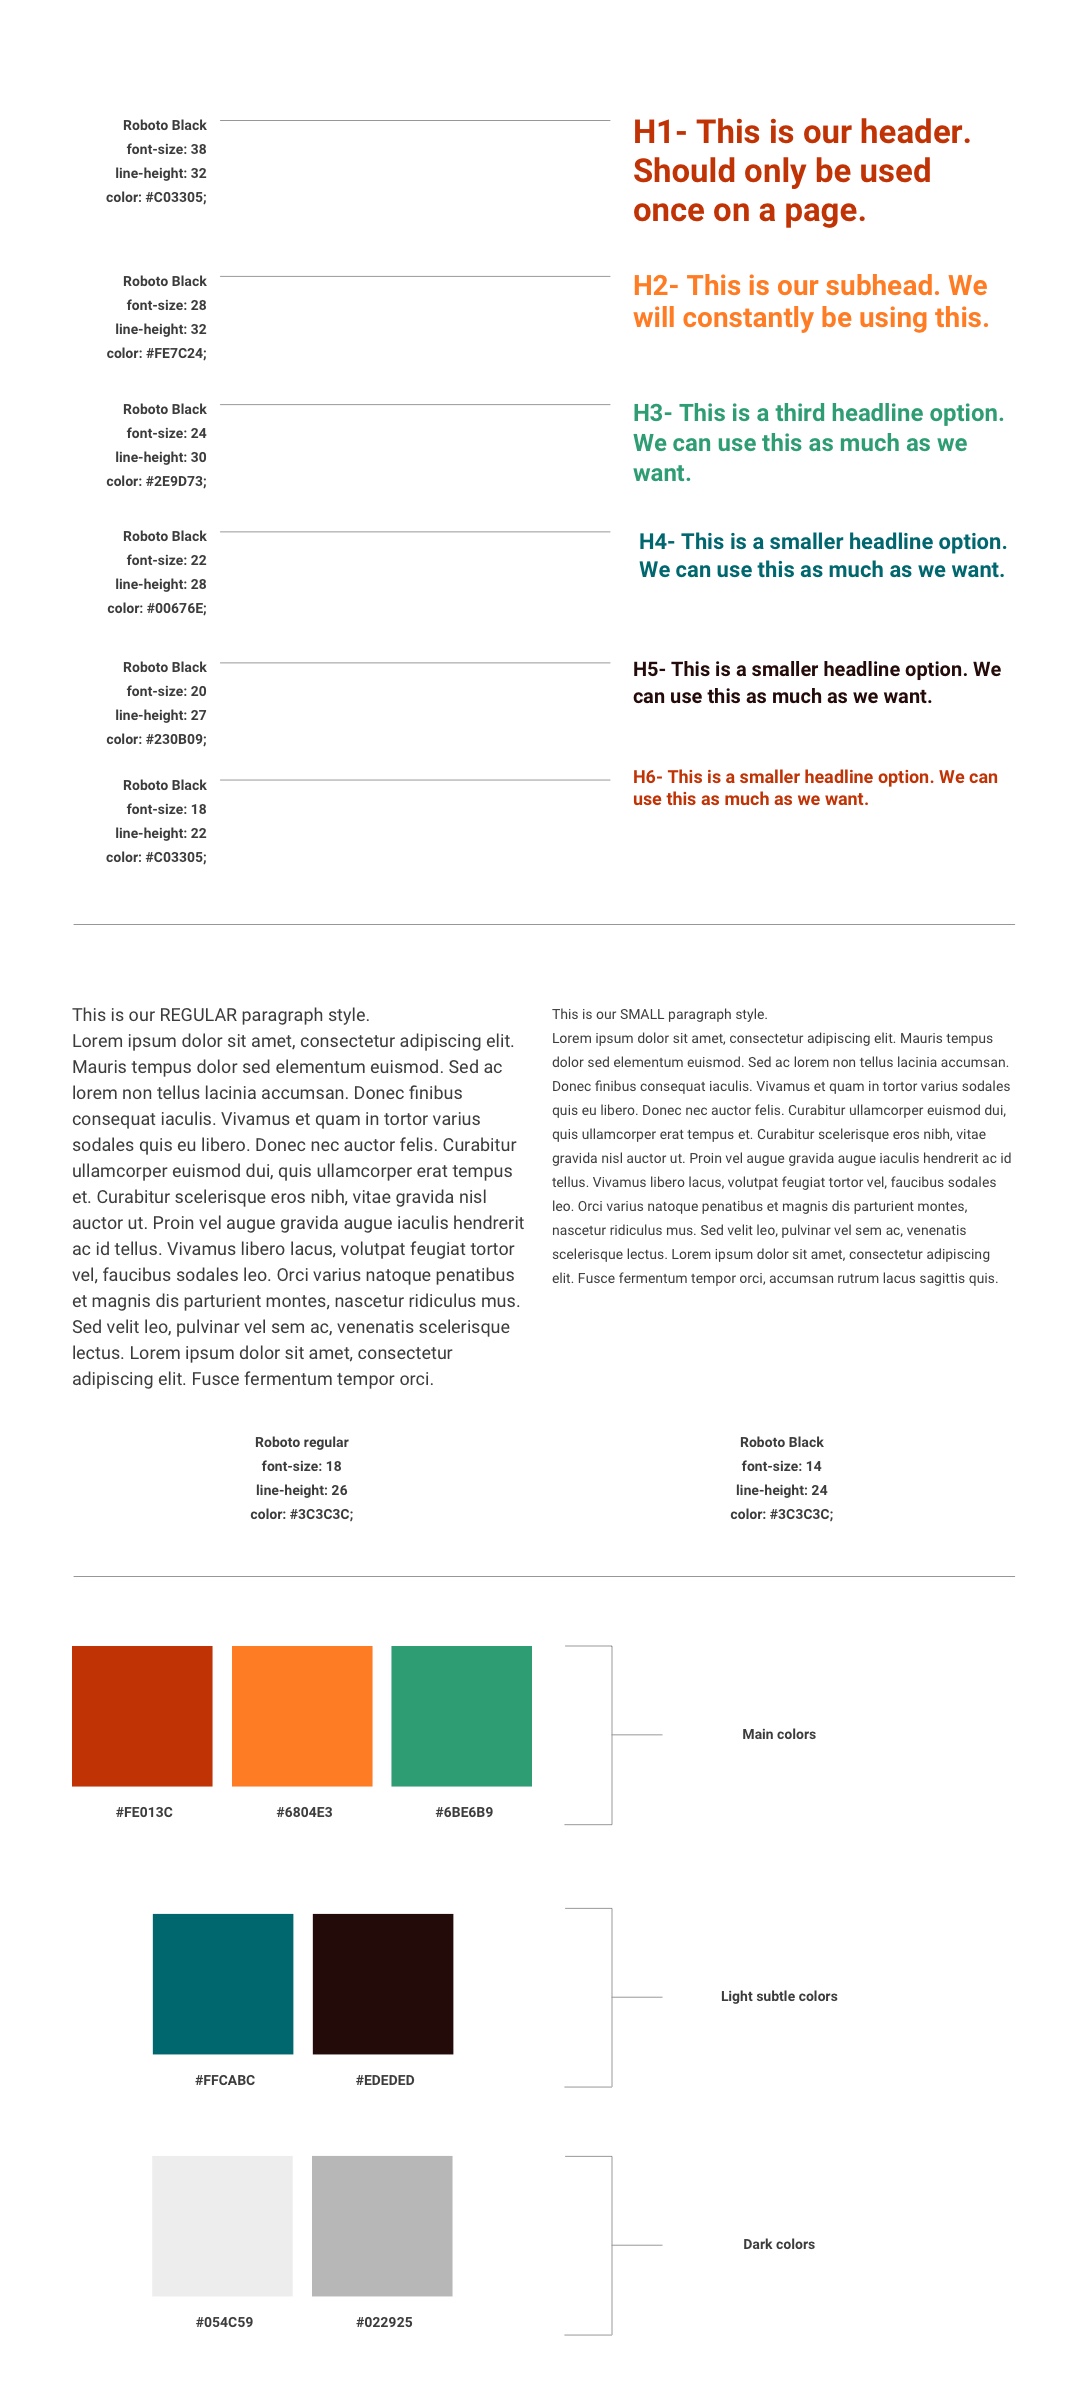 Roboto Black
font-size: 38
line-height: 32
color: #C03305;
H1- This is our header.
Should only be used
once on a page.
Roboto Black
font-size: 28
line-height: 32
color: #FE7C24;
H2- This is our subhead. We
will constantly be using this.
Roboto Black
font-size: 24
line-height: 30
color: #2E9D73;
H3- This is a third headline option.
We can use this as much as we
want.
Roboto Black
font-size: 22
line-height: 28
color: #00676E;
H4- This is a smaller headline option.
We can use this as much as we want.
Roboto Black
font-size: 20
line-height: 27
color: #230B09;
H5- This is a smaller headline option. We
can use this as much as we want.
Roboto Black
font-size: 18
line-height: 22
color: #C03305;
H6- This is a smaller headline option. We can
use this as much as we want.
This is our REGULAR paragraph style.
Lorem ipsum dolor sit amet, consectetur adipiscing elit.
Mauris tempus dolor sed elementum euismod. Sed ac
lorem non tellus lacinia accumsan. Donec finibus
consequat iaculis. Vivamus et quam in tortor varius
sodales quis eu libero. Donec nec auctor felis. Curabitur
ullamcorper euismod dui, quis ullamcorper erat tempus
et. Curabitur scelerisque eros nibh, vitae gravida nisl
auctor ut. Proin vel augue gravida augue iaculis hendrerit
ac id tellus. Vivamus libero lacus, volutpat feugiat tortor
vel, faucibus sodales leo. Orci varius natoque penatibus
et magnis dis parturient montes, nascetur ridiculus mus.
Sed velit leo, pulvinar vel sem ac, venenatis scelerisque
lectus. Lorem ipsum dolor sit amet, consectetur
adipiscing elit. Fusce fermentum tempor orci.
Roboto regular
font-size: 18
line-height: 26
color: #3C3C3C;
This is our SMALL paragraph style.
Lorem ipsum dolor sit amet, consectetur adipiscing elit. Mauris tempus
dolor sed elementum euismod. Sed ac lorem non tellus lacinia accumsan.
Donec finibus consequat iaculis. Vivamus et quam in tortor varius sodales
quis eu libero. Donec nec auctor felis. Curabitur ullamcorper euismod dui,
quis ullamcorper erat tempus et. Curabitur scelerisque eros nibh, vitae
gravida nisl auctor ut. Proin vel augue gravida augue iaculis hendrerit ac id
tellus. Vivamus libero lacus, volutpat feugiat tortor vel, faucibus sodales
leo. Orci varius natoque penatibus et magnis dis parturient montes,
nascetur ridiculus mus. Sed velit leo, pulvinar vel sem ac, venenatis
scelerisque lectus. Lorem ipsum dolor sit amet, consectetur adipiscing
elit. Fusce fermentum tempor orci, accumsan rutrum lacus sagittis quis.
Roboto Black
font-size: 14
line-height: 24
color: #3C3C3C;
#FE013C
#6804E3
#6BE6B9
Main colors
#FFCABC
#EDEDED
Light subtle colors
#054C59
#022925
Dark colors